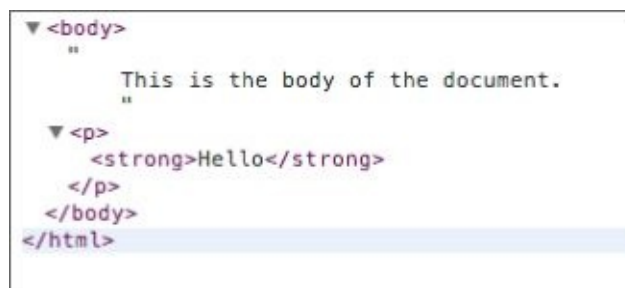 ▼<body>
"
This is the body of the document.
"
▼<p>
<strong>Hello</strong>
</p>
</body>
</html>